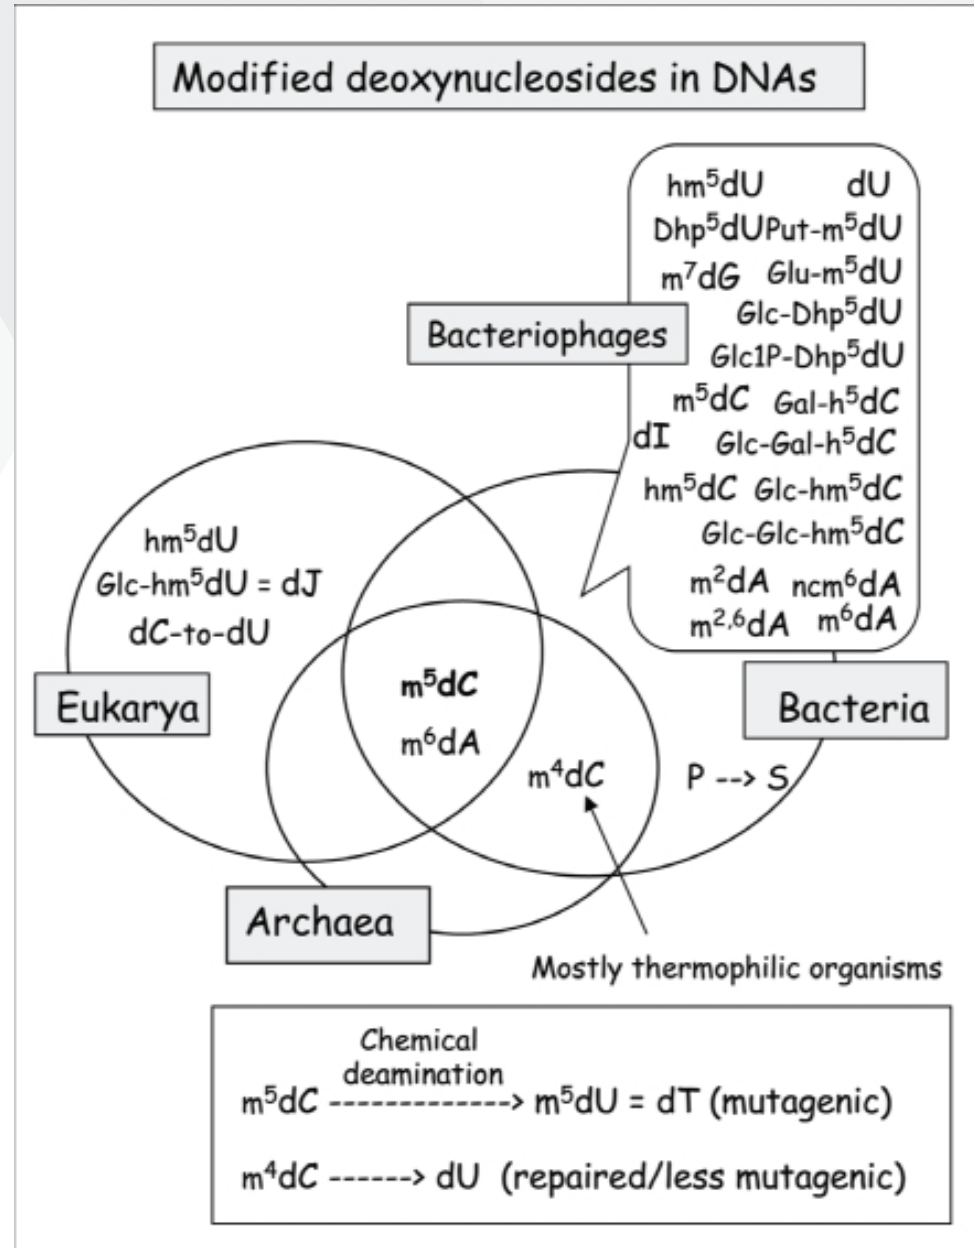 Modified deoxynucleosides in DNAs
hm⁵dU dU
Dhp⁵dU Put-m⁵dU
m⁷dG Glu-m⁵dU
Glc-Dhp⁵dU
Bacteriophages
Glc1P-Dhp⁵dU
m⁵dC Gal-h⁵dC
dI Glc-Gal-h⁵dC
hm⁵dC Glc-hm⁵dC
Glc-Glc-hm⁵dC
m²dA ncm⁶dA
m²,⁶dA m⁶dA
hm⁵dU
Glc-hm⁵dU = dJ
dC-to-dU
Eukarya
m⁵dC
m⁶dA
m⁴dC
Bacteria
P --> S
Archaea
Mostly thermophilic organisms
Chemical
deamination
m⁵dC -------------> m⁵dU = dT (mutagenic)
m⁴dC ------> dU (repaired/less mutagenic)